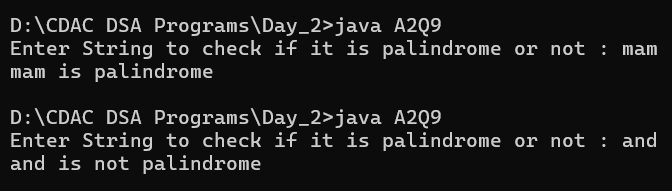 D:\CDAC DSA Programs\Day_2>java A2Q9
Enter String to check if it is palindrome or not : mam
mam is palindrome
D:\CDAC DSA Programs\Day_2>java A2Q9
Enter String to check if it is palindrome or not : and
and is not palindrome